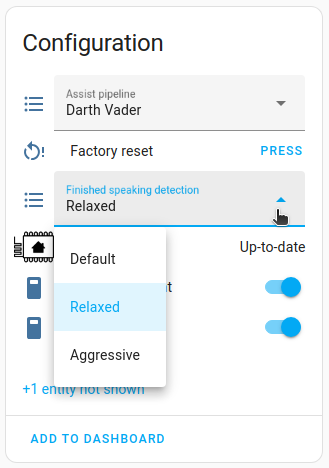 Configuration
Assist pipeline
Darth Vader
Factory reset
PRESS
Finished speaking detection
Relaxed
Up-to-date
Default
Relaxed
Aggressive
+1 entity not shown
ADD TO DASHBOARD